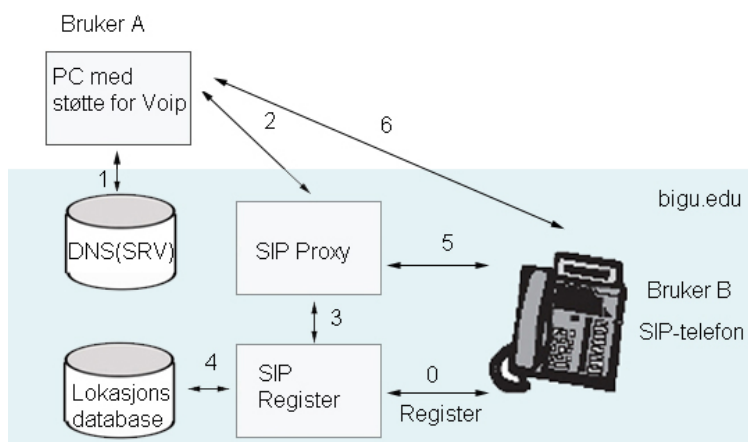 Bruker A
PC med
støtte for Voip
2
6
1
bigu.edu
DNS(SRV)
SIP Proxy
5
Bruker B
SIP-telefon
3
4
SIP
Register
0
Register
Lokasjons
database